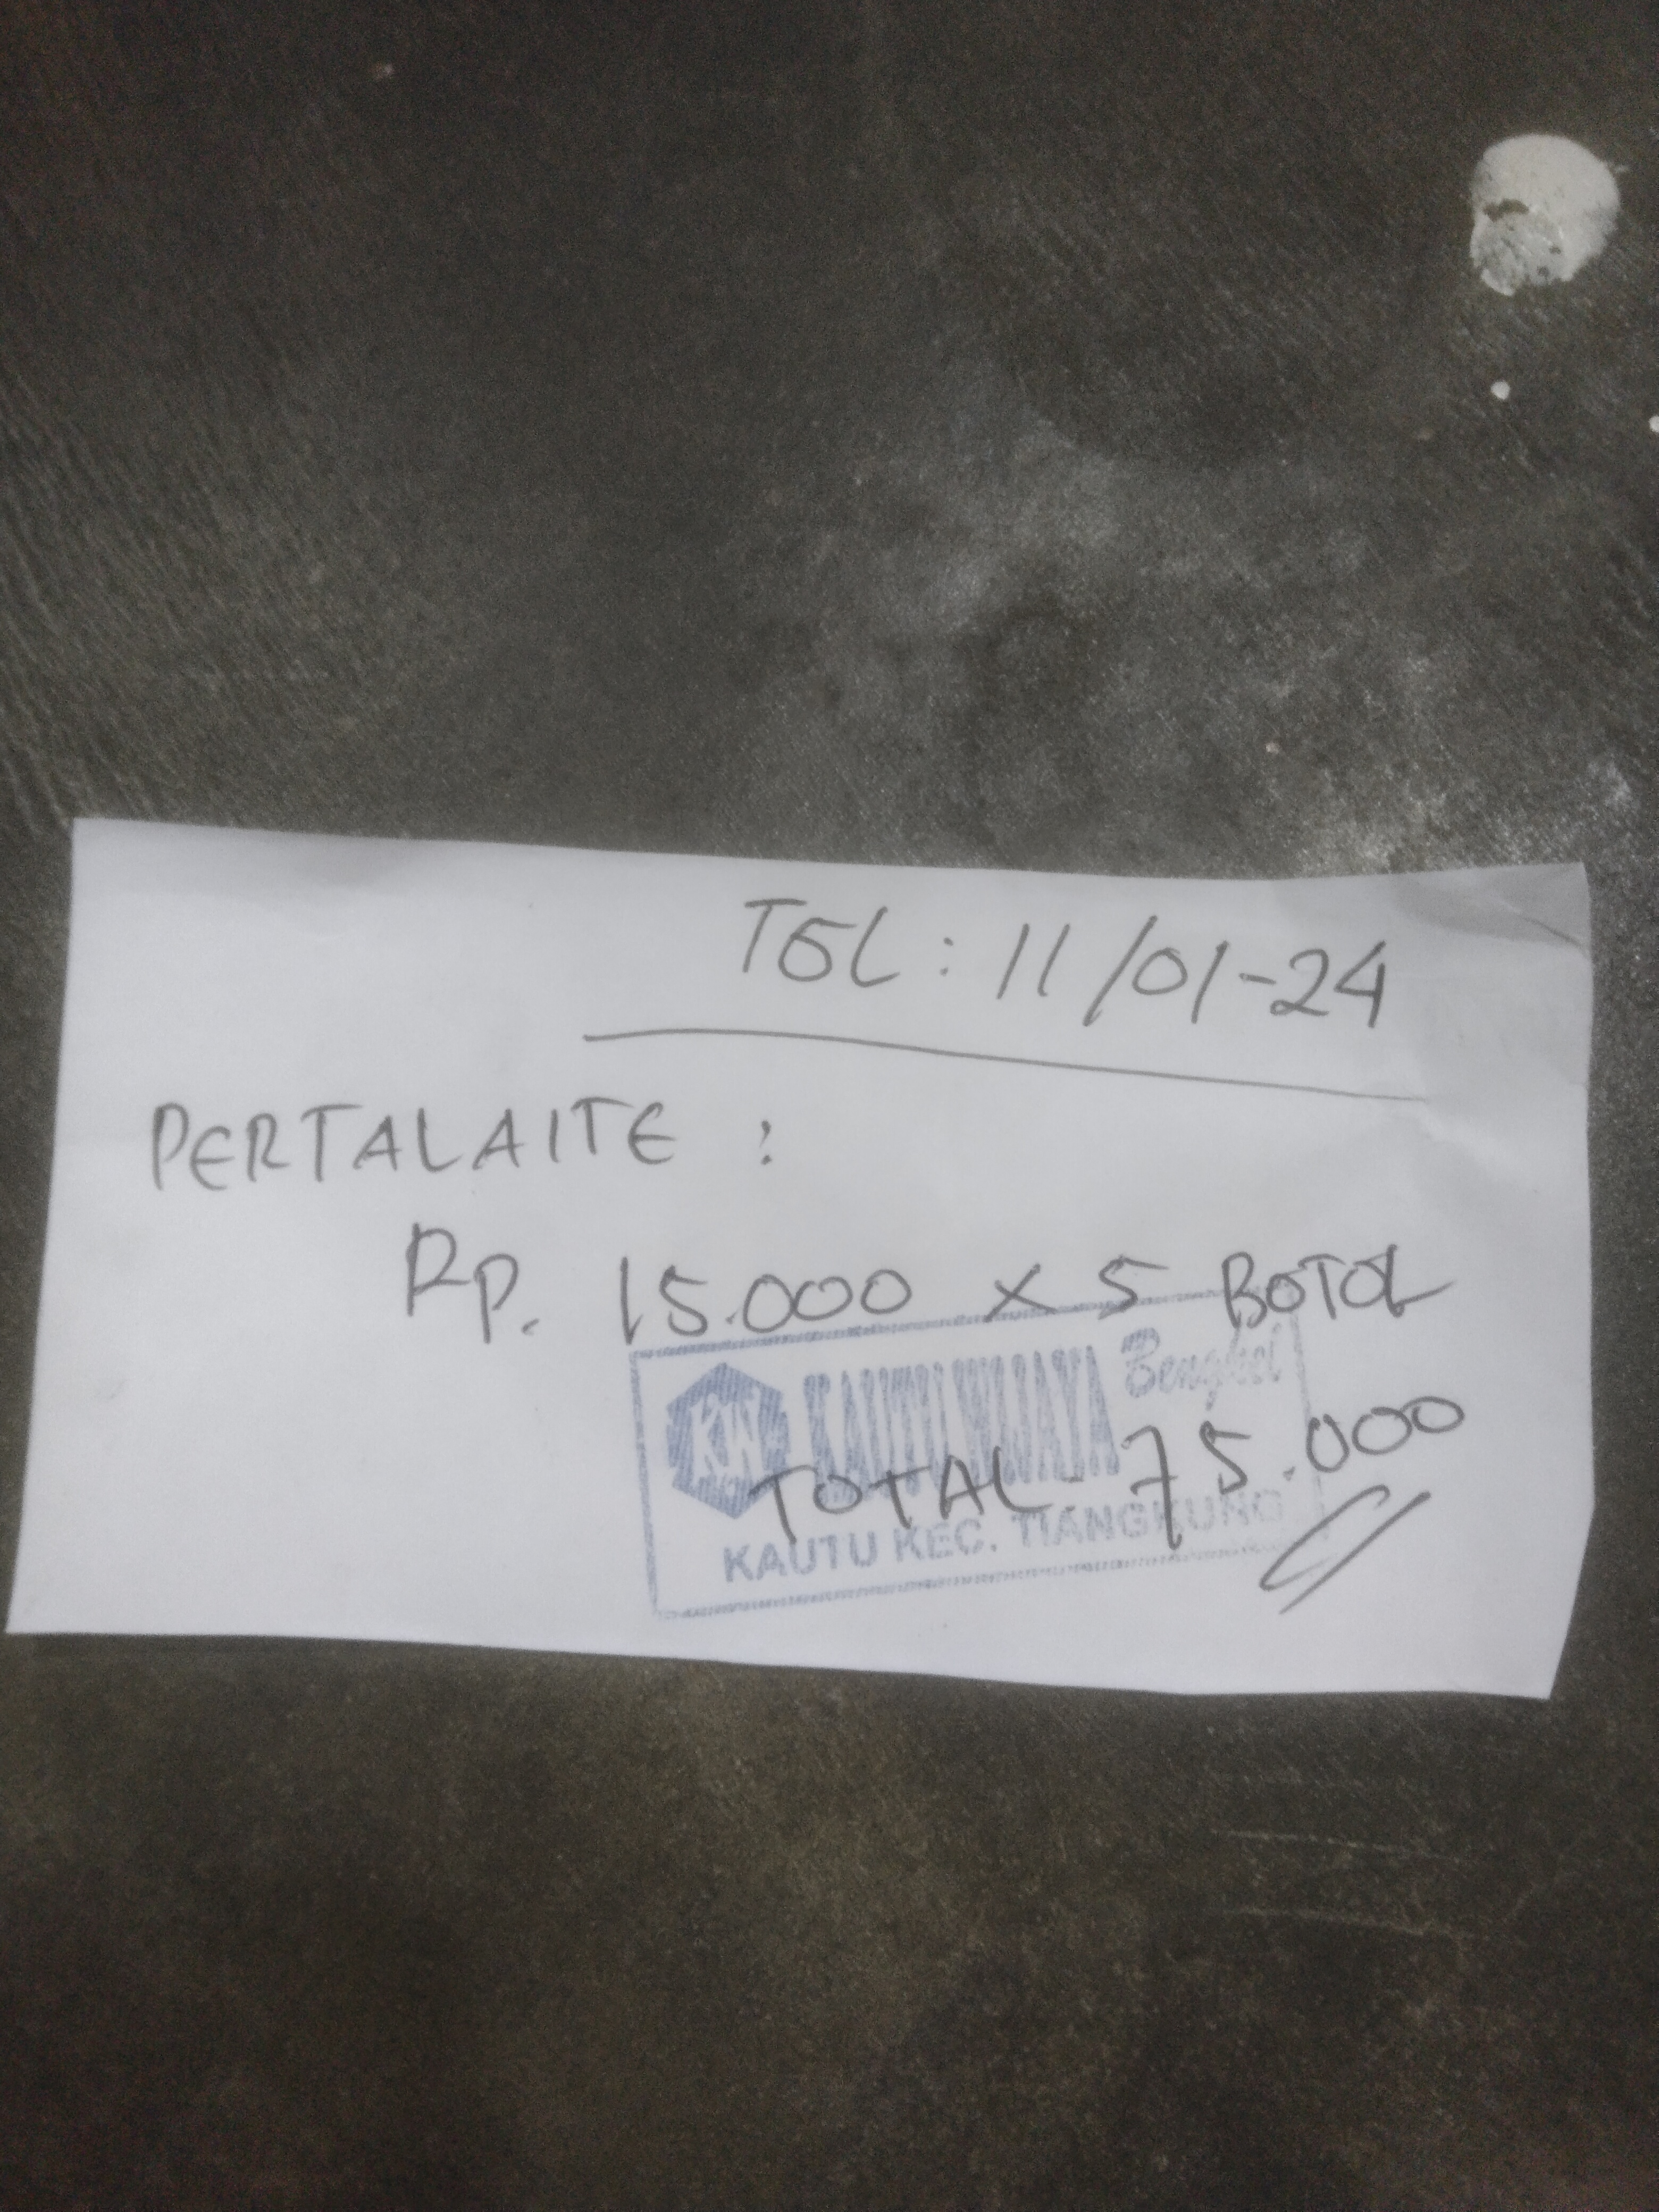 TGL : 11/01-24
PERTALAITE :
Rp. 15.000 x 5 BOTOL
KW KAUTU WIJAYA Bengkel
TOTAL - 75.000
KAUTU KEC. TIANGKUNG